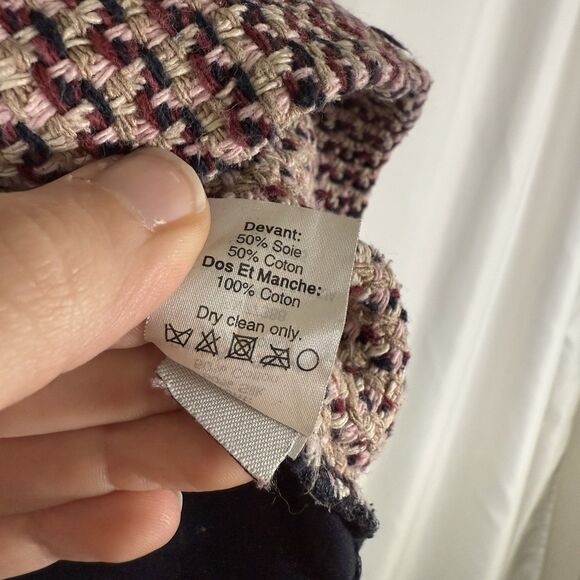 Devant:
50% Soie
50% Coton
Dos Et Manche:
100% Coton
Dry clean only.